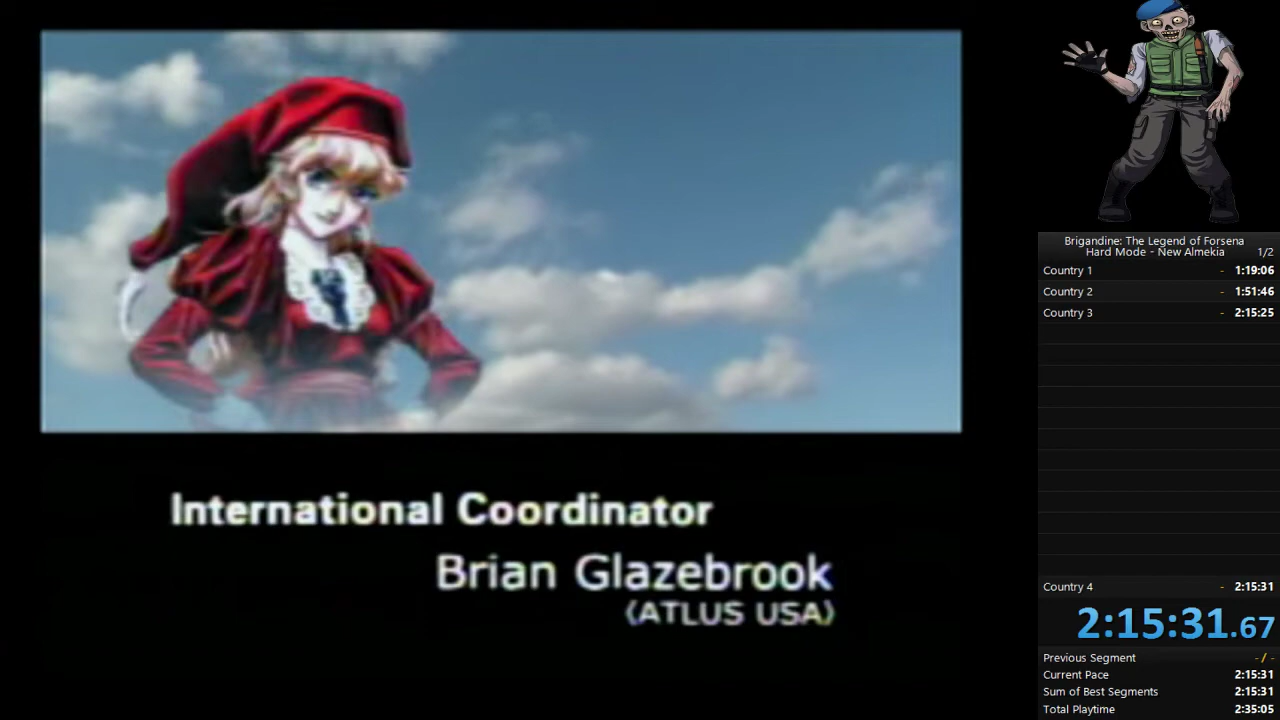 International Coordinator
Brian Glazebrook
(ATLUS USA)
Brigandine: The Legend of Forsena
Hard Mode - New Almekia 1/2
Country 1 - 1:19:06
Country 2 - 1:51:46
Country 3 - 2:15:25
Country 4 - 2:15:31
2:15:31.67
Previous Segment - / -
Current Pace 2:15:31
Sum of Best Segments 2:15:31
Total Playtime 2:35:05